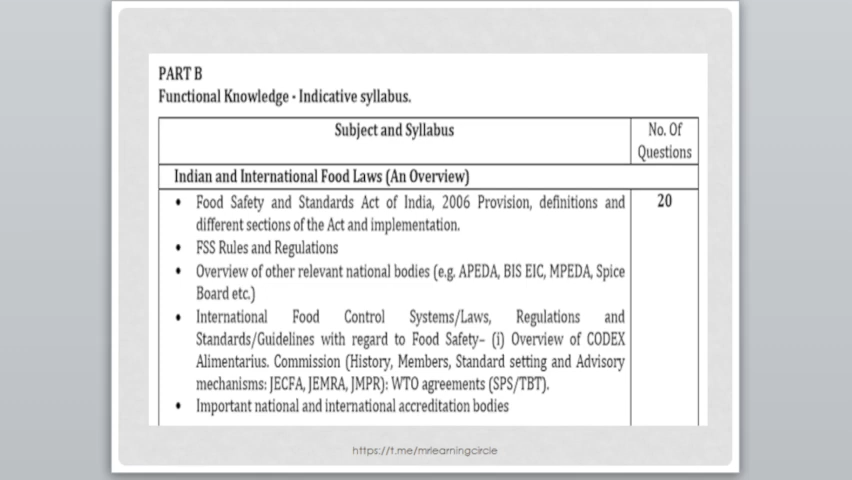 PART B
Functional Knowledge - Indicative syllabus.
Subject and Syllabus
No. Of
Questions
Indian and International Food Laws (An Overview)
• Food Safety and Standards Act of India, 2006 Provision, definitions and
different sections of the Act and implementation.
20
• FSS Rules and Regulations
• Overview of other relevant national bodies (e.g. APEDA, BIS EIC, MPEDA, Spice
Board etc.)
• International Food Control Systems/Laws, Regulations and
Standards/Guidelines with regard to Food Safety– (i) Overview of CODEX
Alimentarius. Commission (History, Members, Standard setting and Advisory
mechanisms: JECFA, JEMRA, JMPR): WTO agreements (SPS/TBT).
• Important national and international accreditation bodies
https://t.me/mrlearningcircle